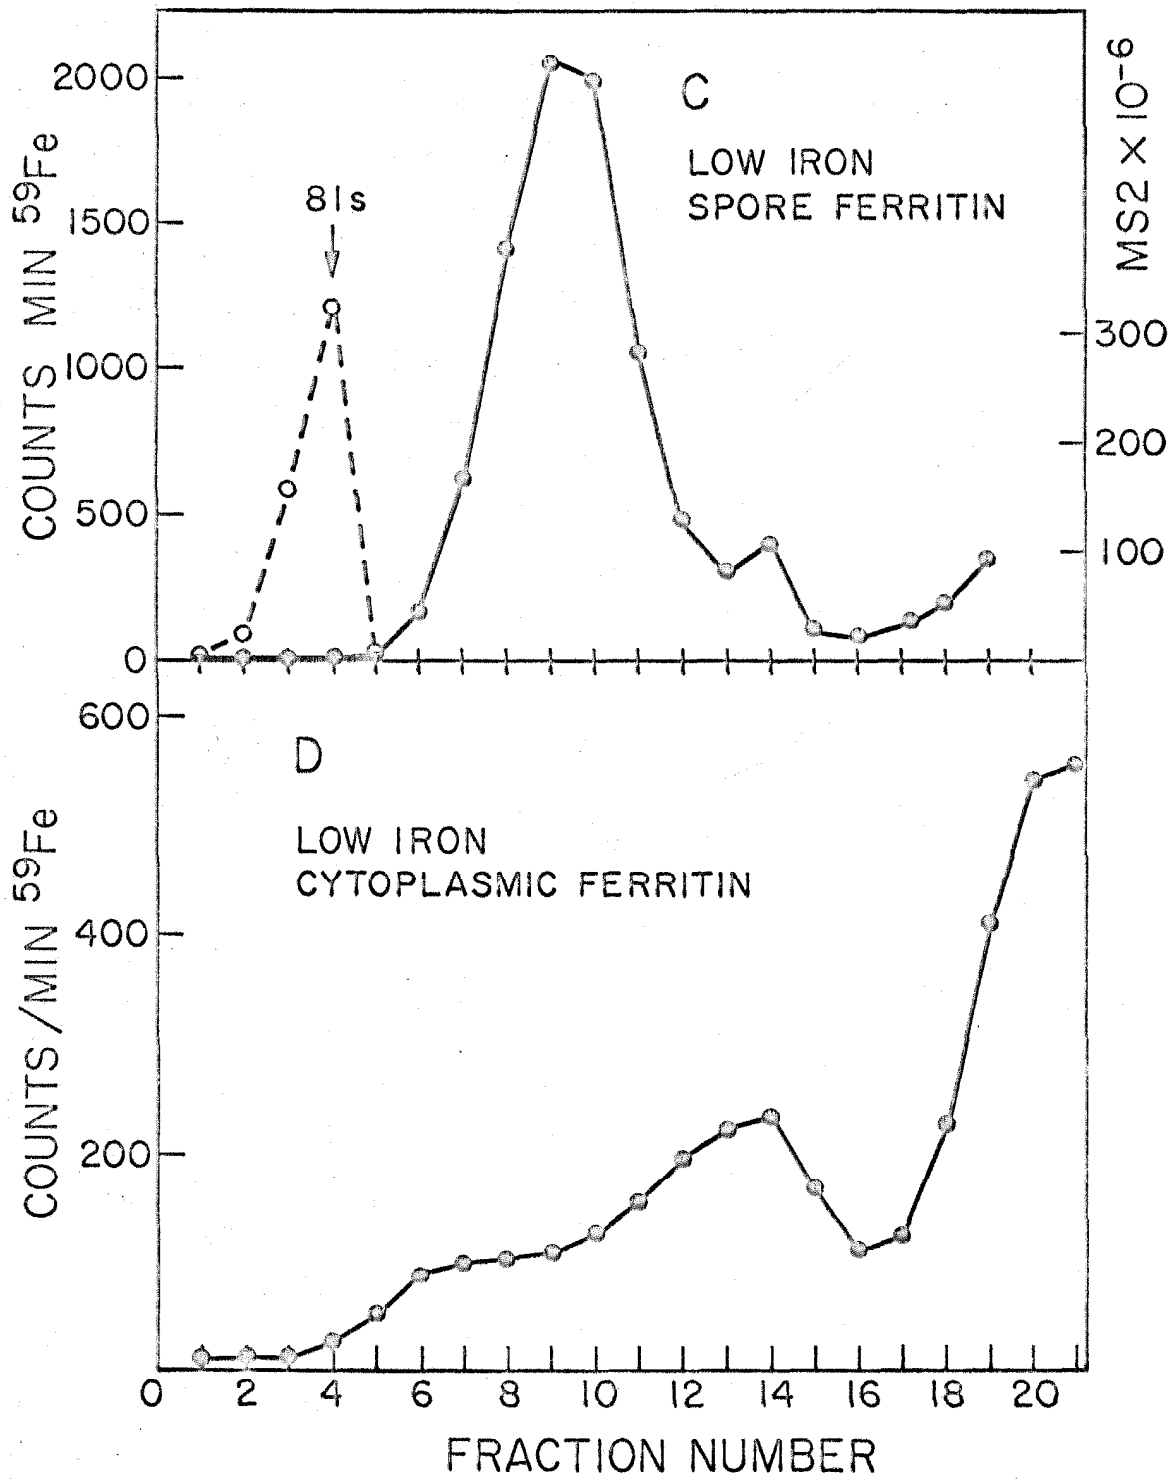 C
LOW IRON
SPORE FERRITIN
81s
COUNTS MIN ⁵⁹Fe
2000
1500
1000
500
0
MS2 × 10⁻⁶
300
200
100
D
LOW IRON
CYTOPLASMIC FERRITIN
COUNTS/MIN ⁵⁹Fe
600
400
200
0 2 4 6 8 10 12 14 16 18 20
FRACTION NUMBER